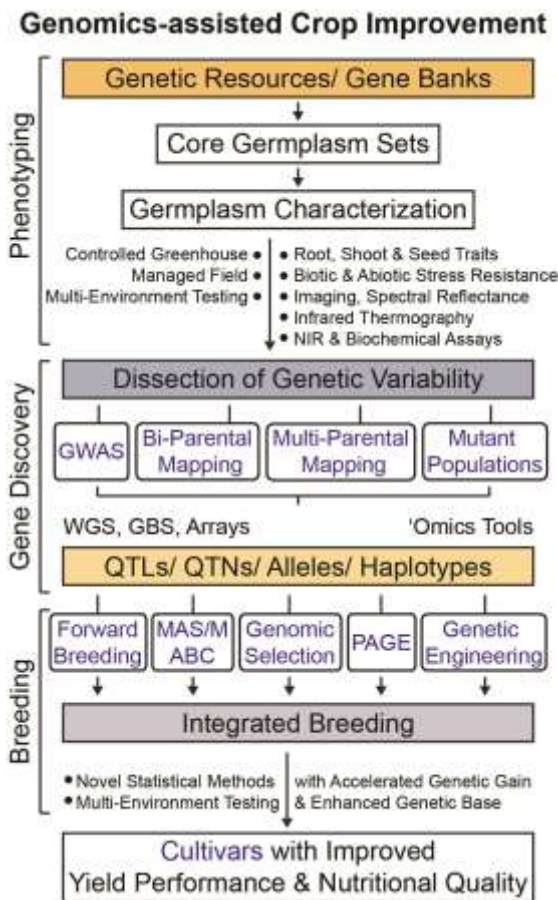 Genomics-assisted Crop Improvement
Phenotyping
Genetic Resources/ Gene Banks
Core Germplasm Sets
Germplasm Characterization
Controlled Greenhouse •
Managed Field •
Multi-Environment Testing •
• Root, Shoot & Seed Traits
• Biotic & Abiotic Stress Resistance
• Imaging, Spectral Reflectance
• Infrared Thermography
• NIR & Biochemical Assays
Gene Discovery
Dissection of Genetic Variability
GWAS
Bi-Parental
Mapping
Multi-Parental
Mapping
Mutant
Populations
WGS, GBS, Arrays
'Omics Tools
QTLs/ QTNs/ Alleles/ Haplotypes
Breeding
Forward
Breeding
MAS/M
ABC
Genomic
Selection
PAGE
Genetic
Engineering
Integrated Breeding
• Novel Statistical Methods
• Multi-Environment Testing
with Accelerated Genetic Gain
& Enhanced Genetic Base
Cultivars with Improved
Yield Performance & Nutritional Quality